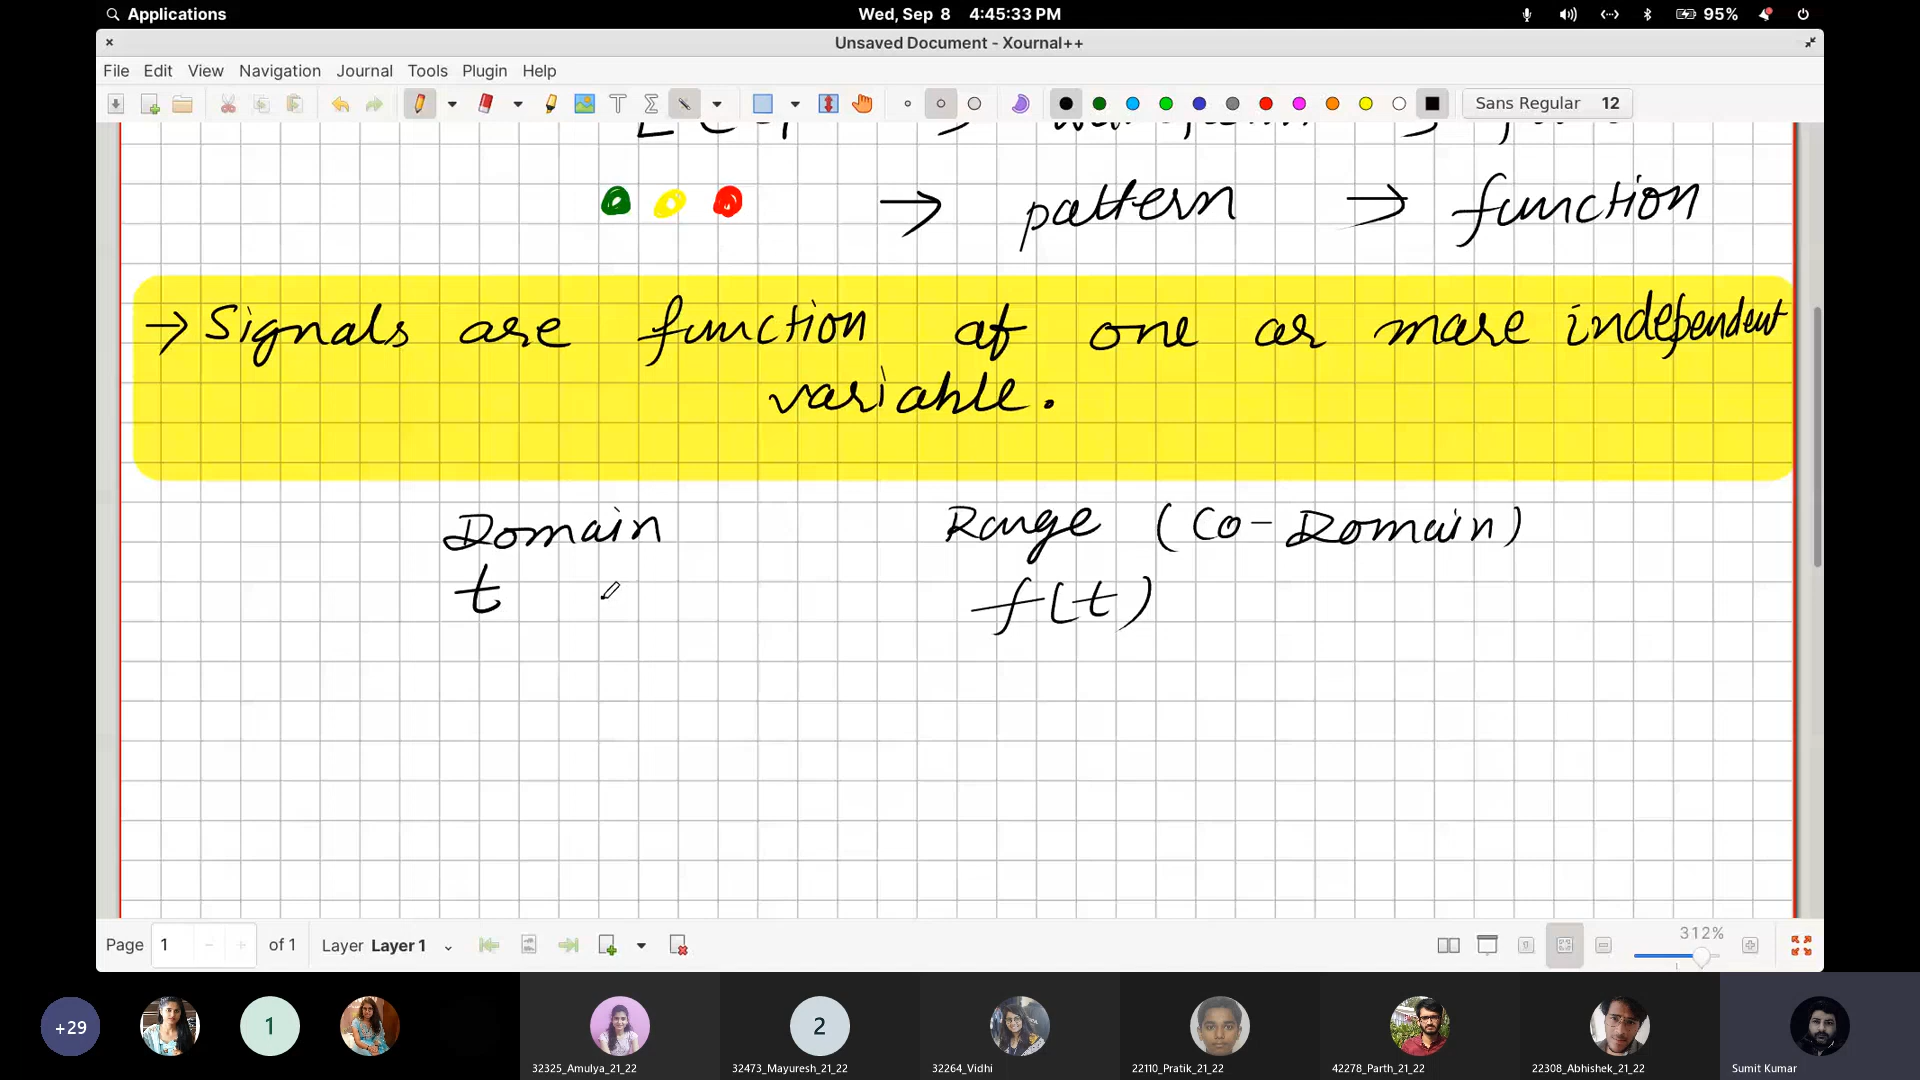 Applications
Wed, Sep 8 4:45:33 PM
95%
Unsaved Document - Xournal++
File Edit View Navigation Journal Tools Plugin Help
Sans Regular 12
→ pattern → function
→ Signals are function of one or more independent
variable.
Domain Range (Co-Domain)
t f(t)
Page 1 of 1 Layer Layer 1
312%
+29 1 2
32325_Amulya_21_22 32473_Mayuresh_21_22 32264_Vidhi 22110_Pratik_21_22 42278_Parth_21_22 22308_Abhishek_21_22 Sumit Kumar